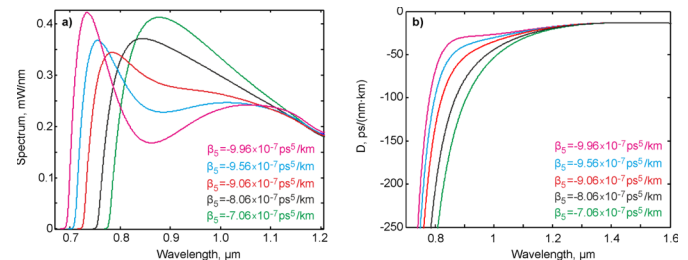 a)
Spectrum, mW/nm
0.4
0.3
0.2
0.1
0
β₅=-9.96×10⁻⁷ps⁵/km
β₅=-9.56×10⁻⁷ps⁵/km
β₅=-9.06×10⁻⁷ps⁵/km
β₅=-8.06×10⁻⁷ps⁵/km
β₅=-7.06×10⁻⁷ps⁵/km
0.7 0.8 0.9 1.0 1.1 1.2
Wavelength, μm
b)
D, ps/(nm·km)
0
-50
-100
-150
-200
-250
β₅=-9.96×10⁻⁷ps⁵/km
β₅=-9.56×10⁻⁷ps⁵/km
β₅=-9.06×10⁻⁷ps⁵/km
β₅=-8.06×10⁻⁷ps⁵/km
β₅=-7.06×10⁻⁷ps⁵/km
0.8 1 1.2 1.4 1.6
Wavelength, μm